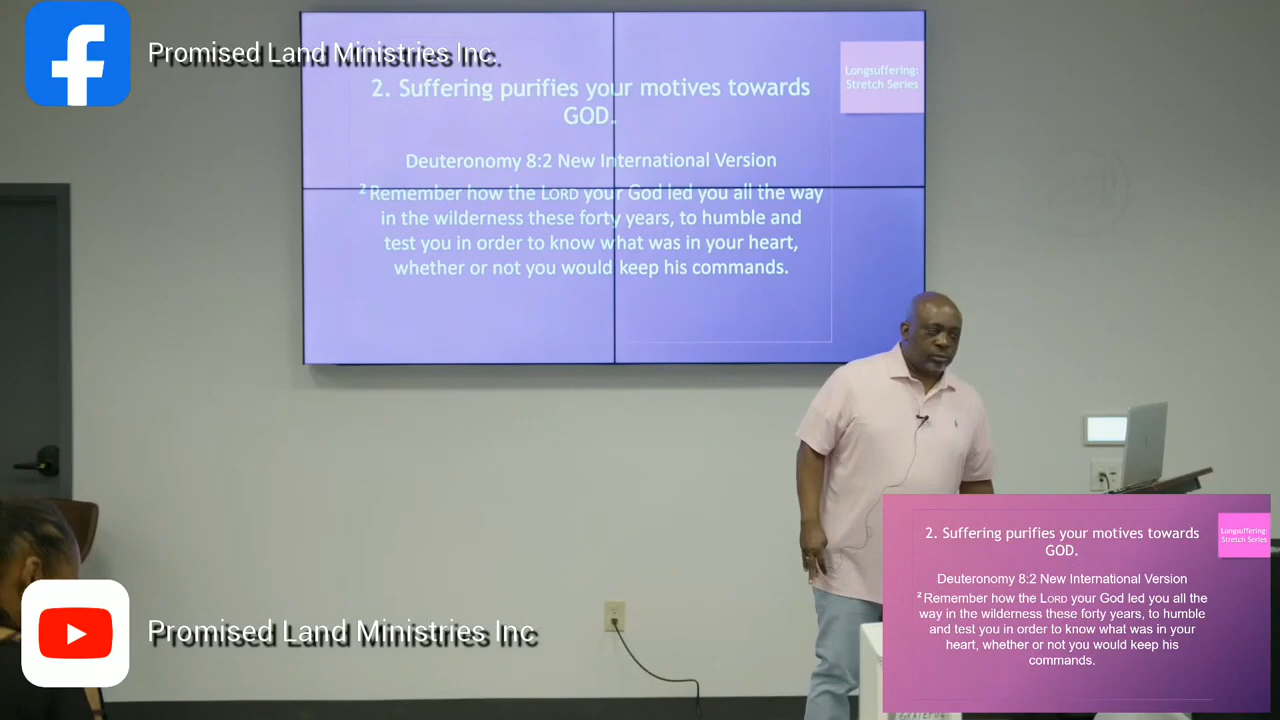 Promised Land Ministries Inc.
2. Suffering purifies your motives towards
GOD.
Longsuffering:
Stretch Series
Deuteronomy 8:2 New International Version
2 Remember how the LORD your God led you all the way
in the wilderness these forty years, to humble and
test you in order to know what was in your heart,
whether or not you would keep his commands.
2. Suffering purifies your motives towards
GOD.
Longsuffering:
Stretch Series
Deuteronomy 8:2 New International Version
2 Remember how the LORD your God led you all the
way in the wilderness these forty years, to humble
and test you in order to know what was in your
heart, whether or not you would keep his
commands.
Promised Land Ministries Inc